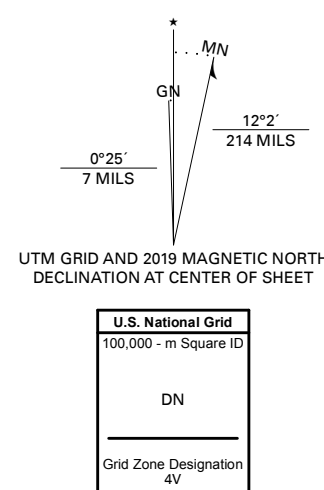 ★
MN
GN
12°2´
214 MILS
0°25´
7 MILS
UTM GRID AND 2019 MAGNETIC NORTH
DECLINATION AT CENTER OF SHEET
U.S. National Grid
100,000 - m Square ID
DN
Grid Zone Designation
4V